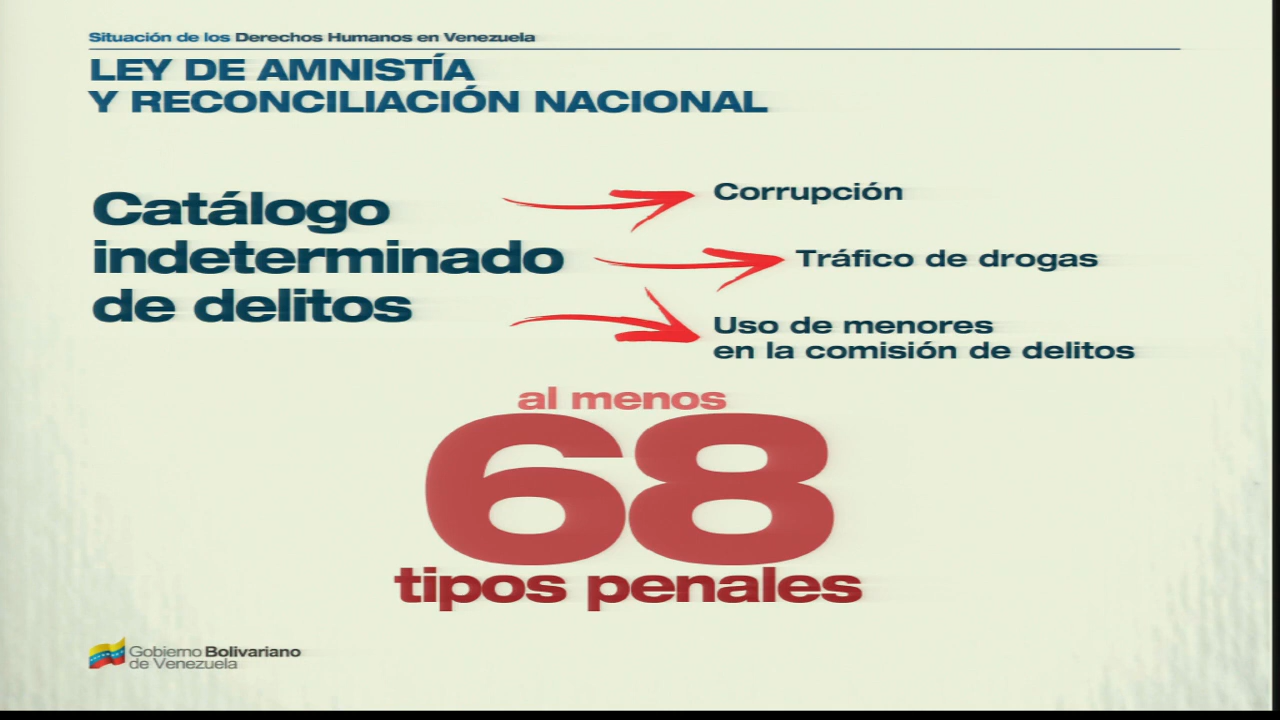 Situación de los Derechos Humanos en Venezuela
LEY DE AMNISTÍA
Y RECONCILIACIÓN NACIONAL
Catálogo
indeterminado
de delitos
Corrupción
Tráfico de drogas
Uso de menores
en la comisión de delitos
al menos
68
tipos penales
Gobierno Bolivariano
de Venezuela